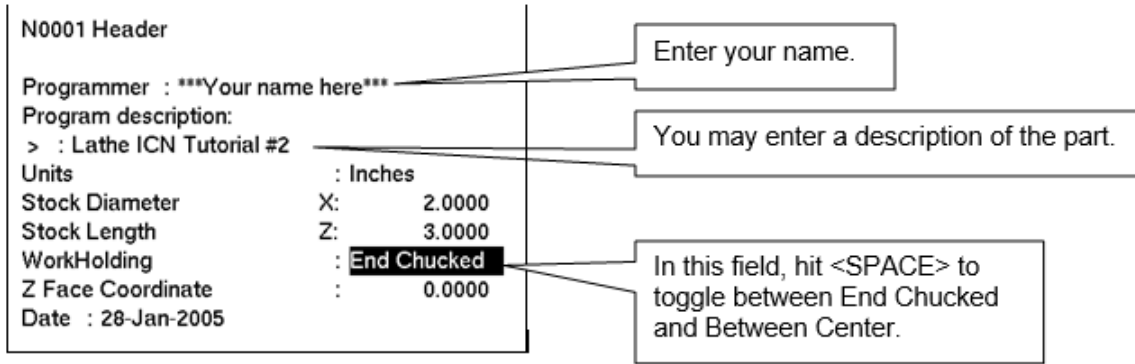 N0001 Header
Programmer : ***Your name here***
Program description:
> : Lathe ICN Tutorial #2
Units : Inches
Stock Diameter X: 2.0000
Stock Length Z: 3.0000
WorkHolding : End Chucked
Z Face Coordinate : 0.0000
Date : 28-Jan-2005
Enter your name.
You may enter a description of the part.
In this field, hit <SPACE> to
toggle between End Chucked
and Between Center.